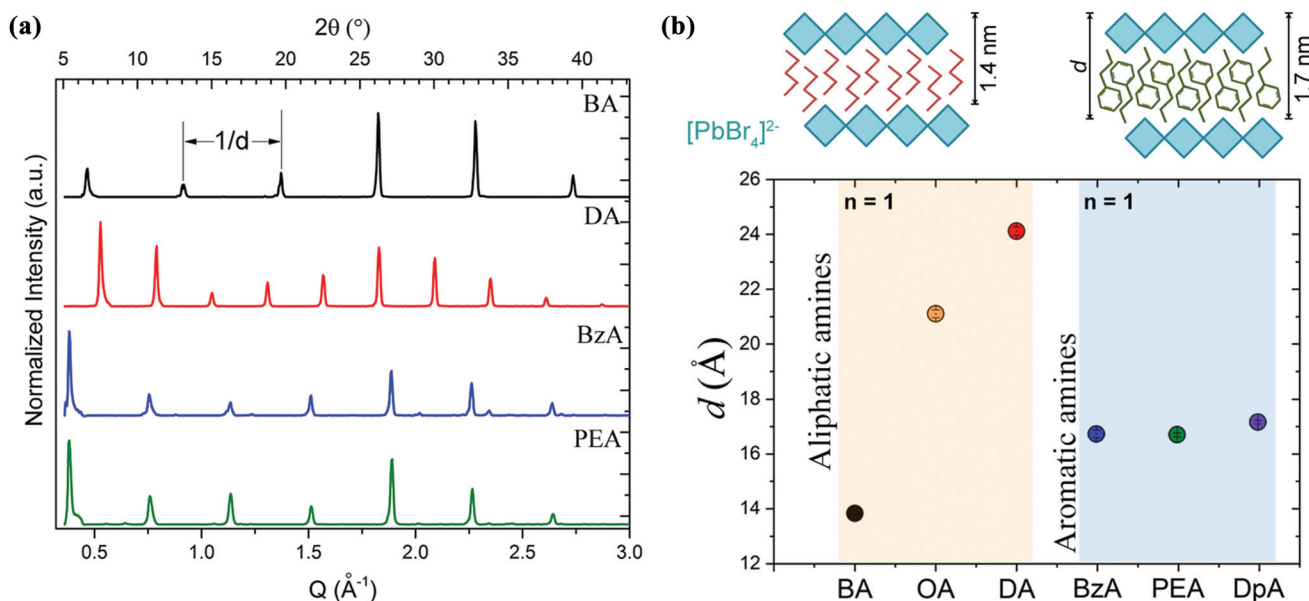 (a)
2θ (°)
5 10 15 20 25 30 35 40
BA
1/d
DA
BzA
PEA
Normalized Intensity (a.u.)
0.5 1.0 1.5 2.0 2.5 3.0
Q (Å⁻¹)
(b)
1.4 nm
d
1.7 nm
[PbBr₄]²⁻
26
24
22
20
18
16
14
12
d (Å)
n = 1
n = 1
Aliphatic amines
Aromatic amines
BA OA DA BzA PEA DpA